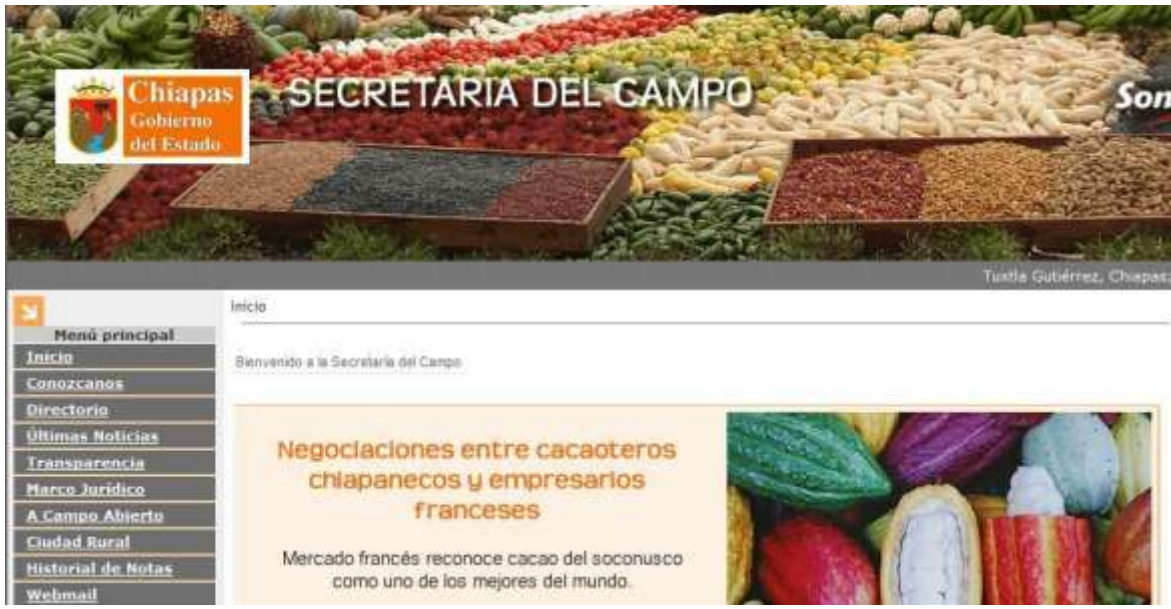 Chiapas
Gobierno
del Estado
SECRETARIA DEL CAMPO
Som
Tuxtla Gutiérrez, Chiapas:
Inicio
Menú principal
Inicio
Conozcanos
Directorio
Últimas Noticias
Transparencia
Marco Jurídico
A Campo Abierto
Ciudad Rural
Historial de Notas
Webmail
Bienvenido a la Secretaría del Campo
Negociaciones entre cacaoteros
chiapanecos y empresarios
franceses
Mercado francés reconoce cacao del soconusco
como uno de los mejores del mundo.